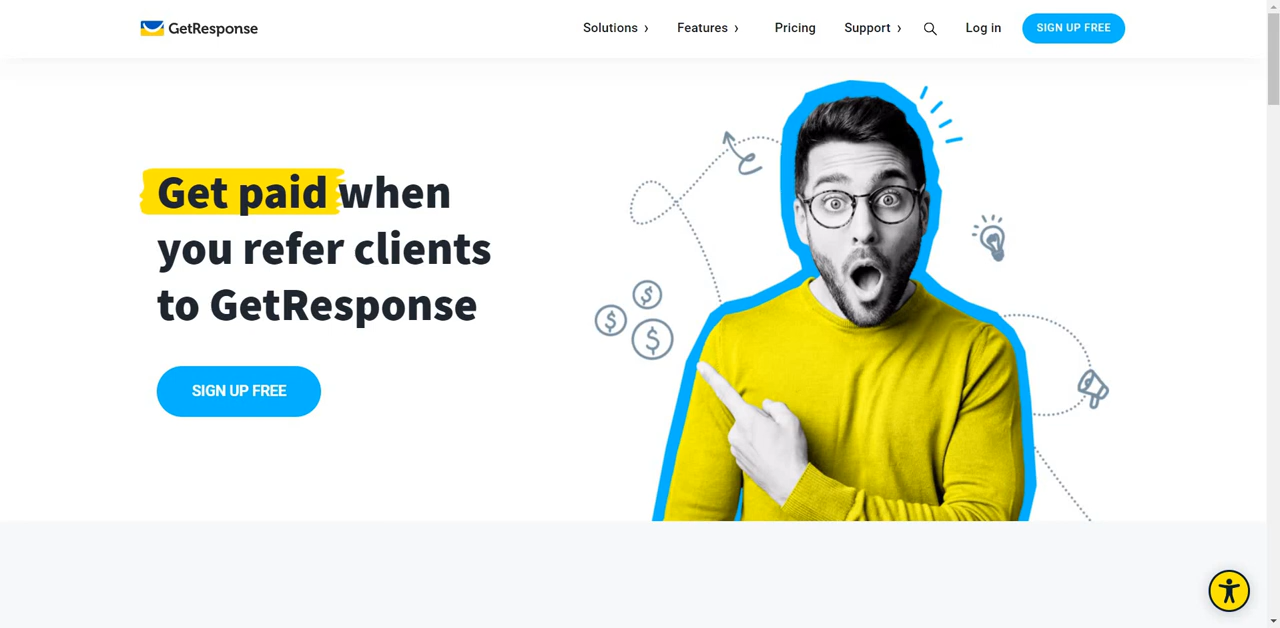 GetResponse
Solutions
Features
Pricing
Support
Log in
SIGN UP FREE
Get paid when
you refer clients
to GetResponse
SIGN UP FREE
$
$
$